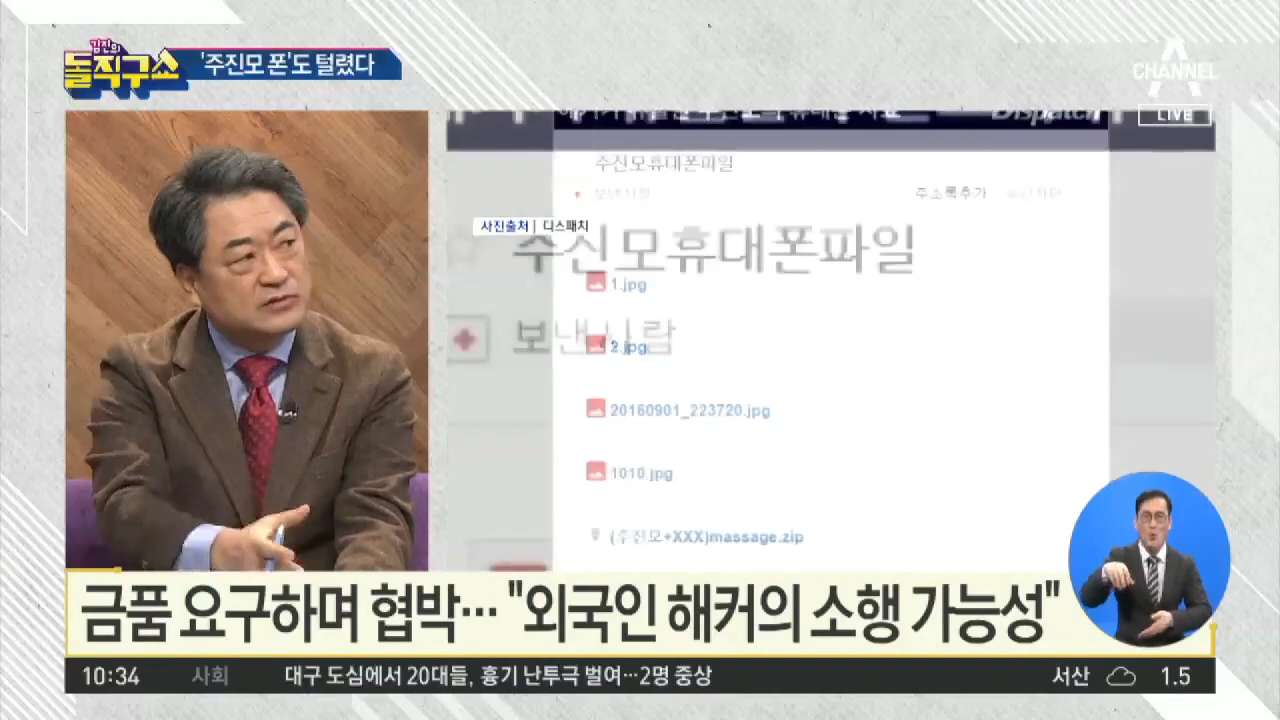 김진의
돌직구쇼
'주진모 폰'도 털렸다
CHANNEL A
LIVE
Dispatch
주진모휴대폰파일
보낸사람
주소록추가
사진출처 | 디스패치
주진모휴대폰파일
1.jpg
보낸사람
2.jpg
20160901_223720.jpg
1010.jpg
(주진모+XXX)massage.zip
금품 요구하며 협박… "외국인 해커의 소행 가능성"
10:34 사회 대구 도심에서 20대들, 흉기 난투극 벌여…2명 중상 서산 1.5